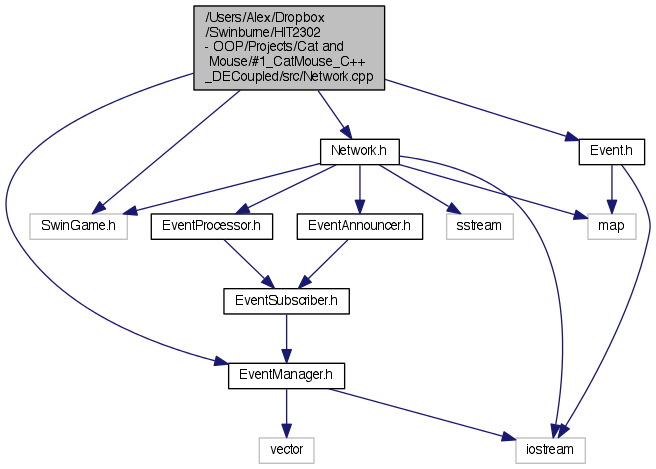 /Users/Alex/Dropbox
/Swinburne/HIT2302
- OOP/Projects/Cat and
Mouse/#1_CatMouse_C++
_DECoupled/src/Network.cpp
Network.h
Event.h
SwinGame.h
EventProcessor.h
EventAnnouncer.h
sstream
map
EventSubscriber.h
EventManager.h
vector
iostream